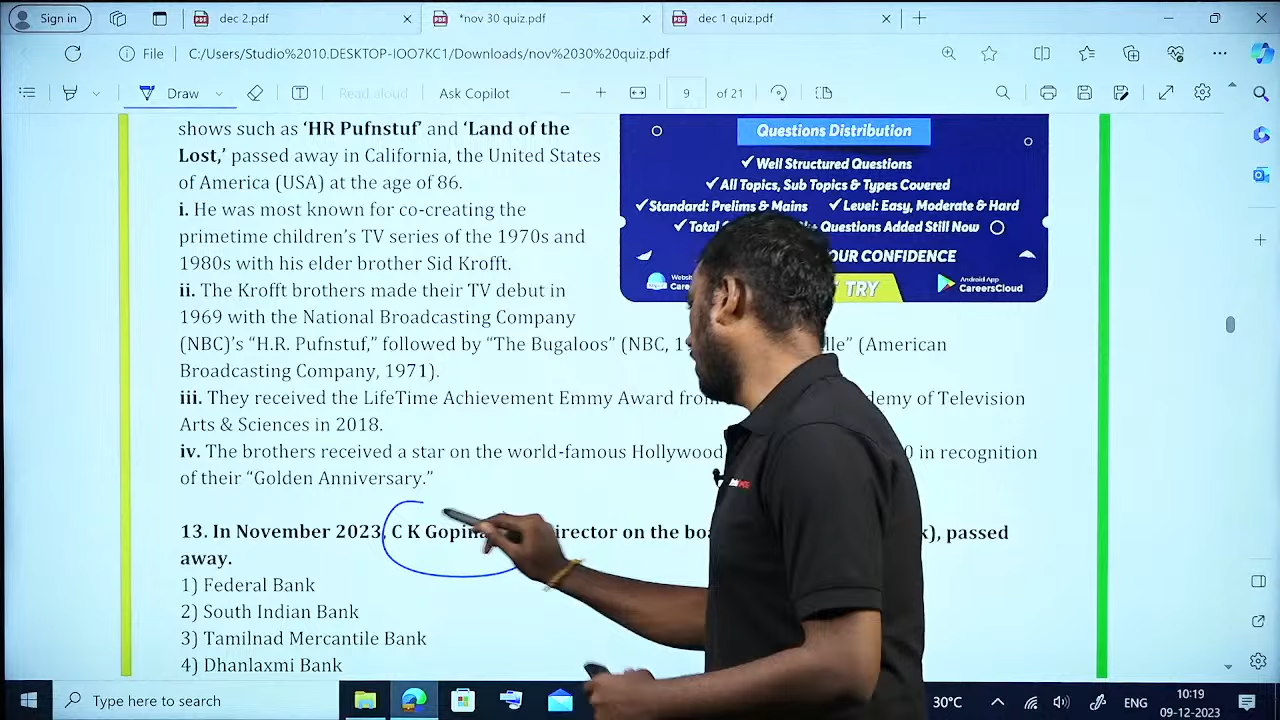 Sign in
dec 2.pdf
*nov 30 quiz.pdf
dec 1 quiz.pdf
File
C:/Users/Studio%2010.DESKTOP-IOO7KC1/Downloads/nov%2030%20quiz.pdf
Draw
Read aloud
Ask Copilot
9
of 21
shows such as ‘HR Pufnstuf’ and ‘Land of the
Lost,’ passed away in California, the United States
of America (USA) at the age of 86.
i. He was most known for co-creating the
primetime children’s TV series of the 1970s and
1980s with his elder brother Sid Krofft.
ii. The Krofft brothers made their TV debut in
1969 with the National Broadcasting Company
(NBC)’s “H.R. Pufnstuf,” followed by “The Bugaloos” (NBC, (American
Broadcasting Company, 1971).
iii. They received the LifeTime Achievement Emmy Award of Television
Arts & Sciences in 2018.
iv. The brothers received a star on the world-famous Hollywood in recognition
of their “Golden Anniversary.”
Questions Distribution
✓ Well Structured Questions
✓ All Topics, Sub Topics & Types Covered
✓ Standard: Prelims & Mains ✓ Level: Easy, Moderate & Hard
✓ Total Questions Added Still Now
OUR CONFIDENCE
TRY
Android App
CareersCloud
13. In November 2023, C K on the passed
away.
1) Federal Bank
2) South Indian Bank
3) Tamilnad Mercantile Bank
4) Dhanlaxmi Bank
Type here to search
30°C
ENG
10:19
09-12-2023